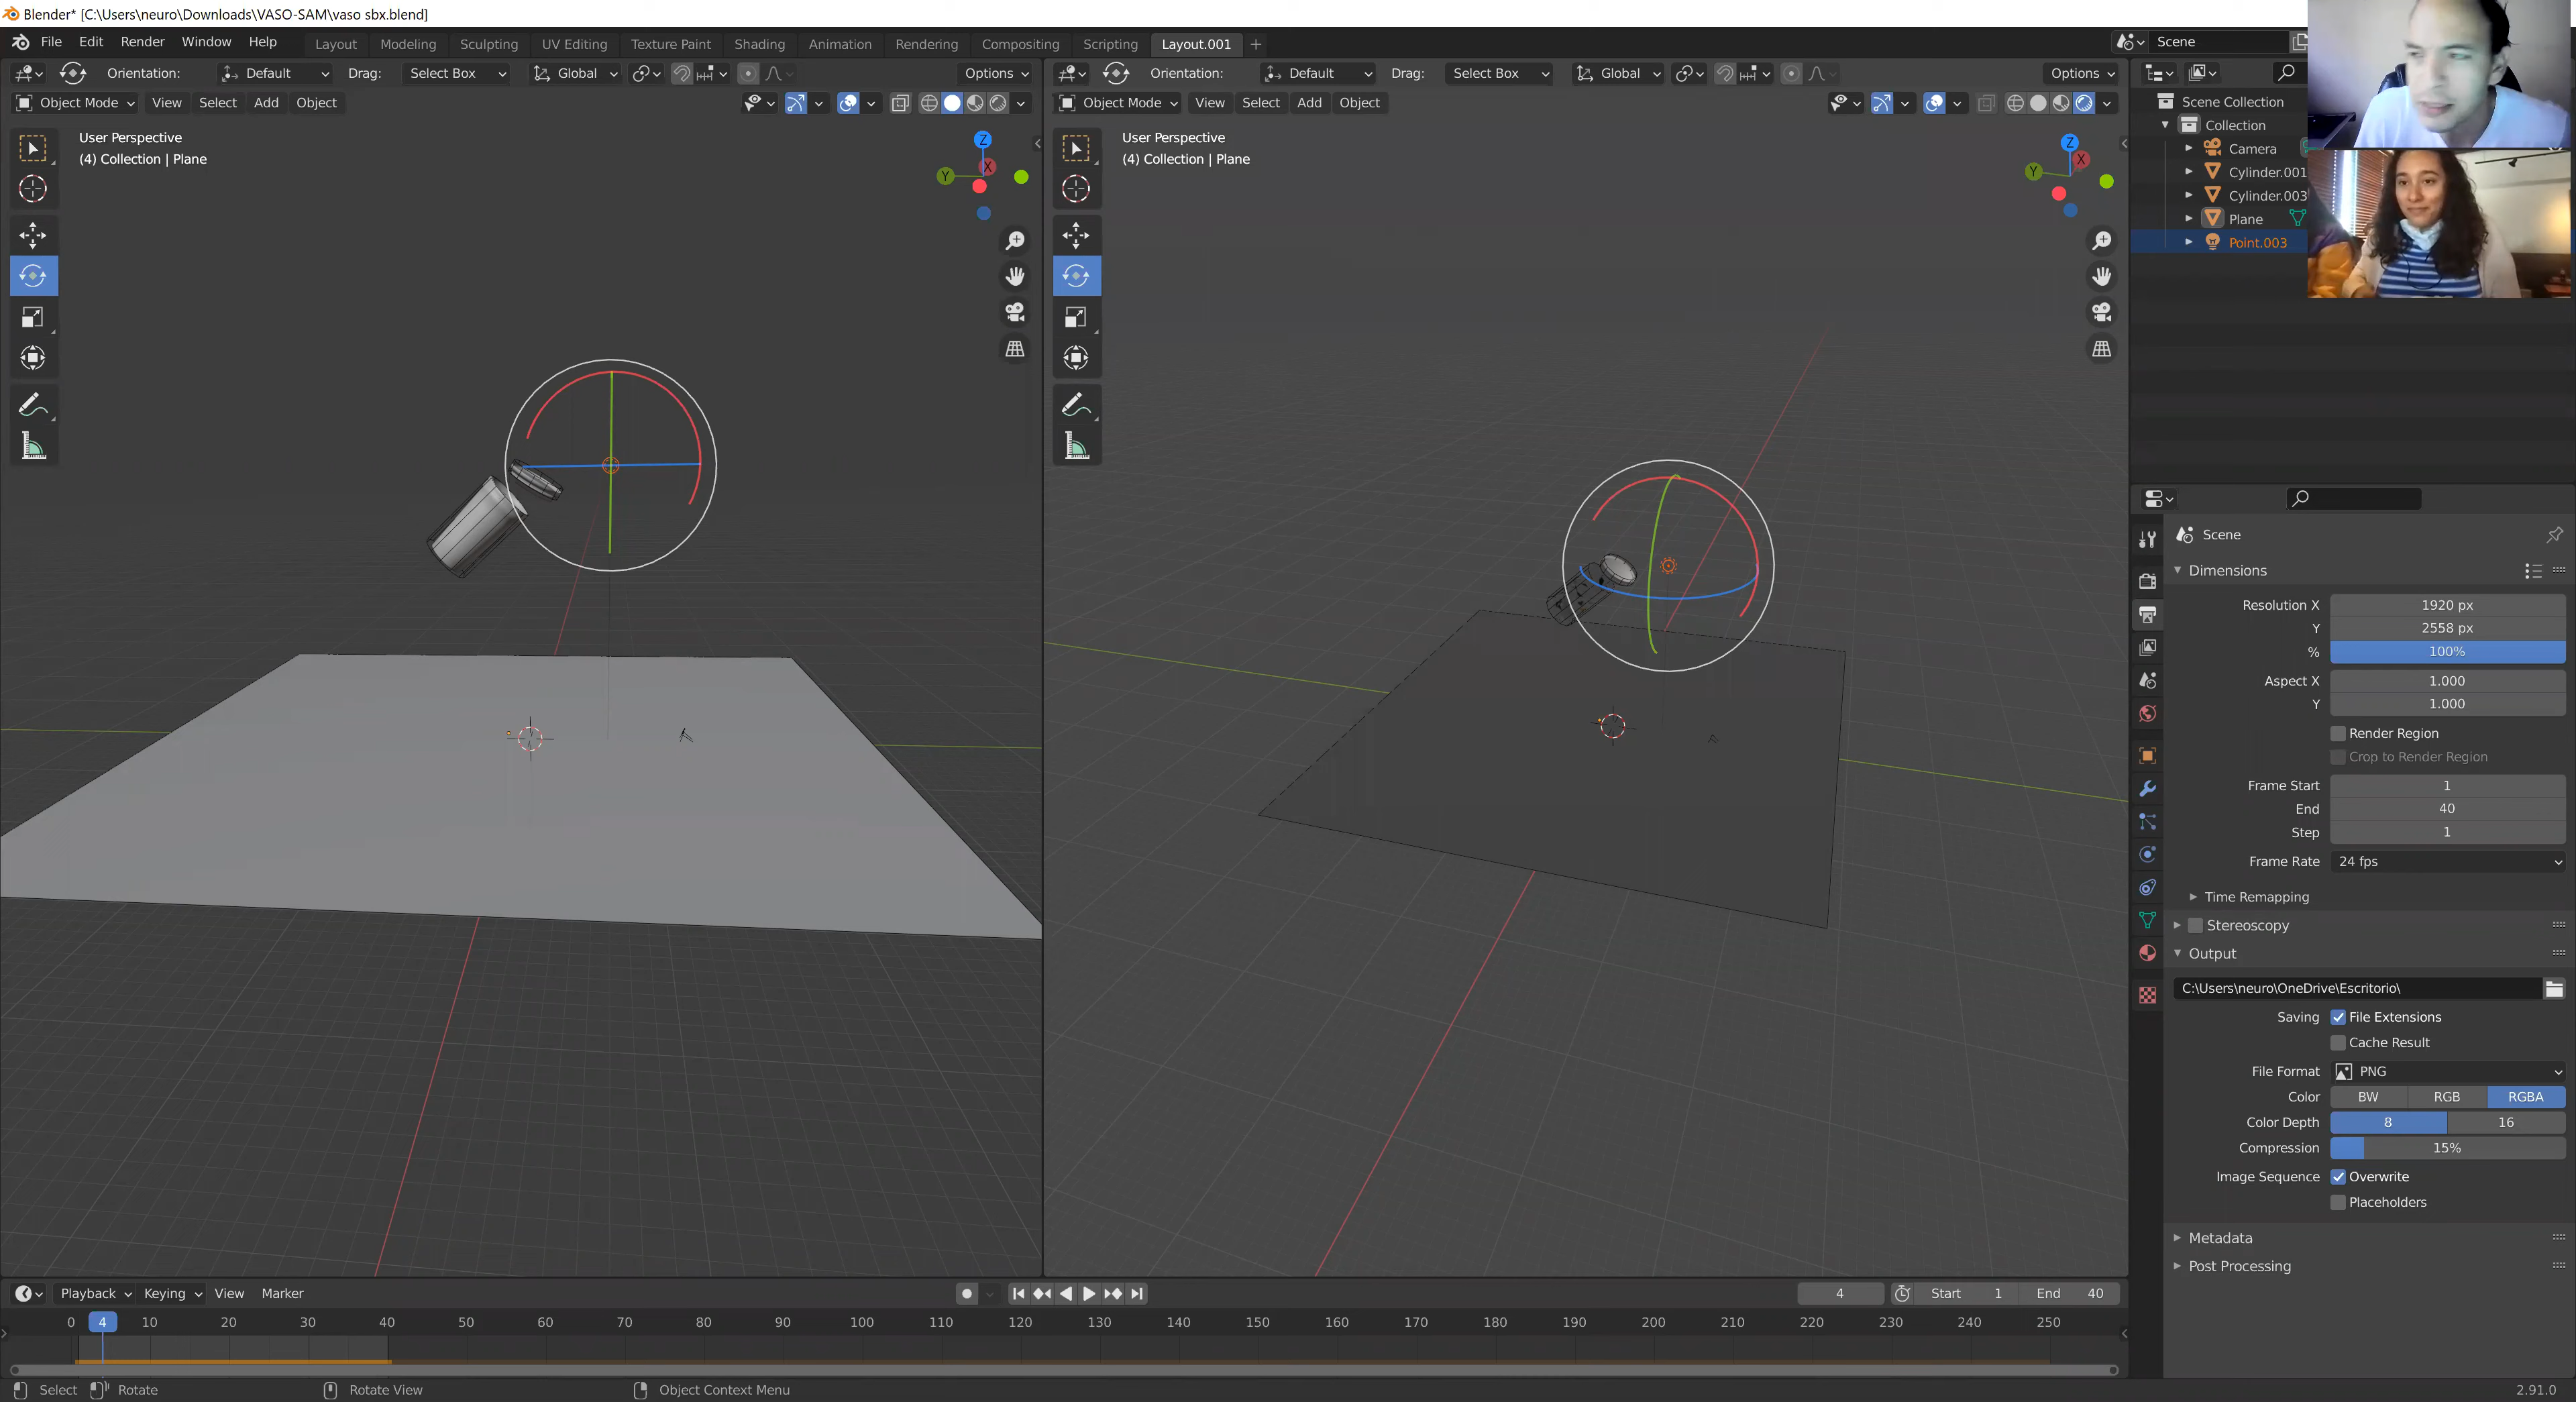 Blender* [C:\Users\neuro\Downloads\VASO-SAM\vaso sbx.blend]
File Edit Render Window Help Layout Modeling Sculpting UV Editing Texture Paint Shading Animation Rendering Compositing Scripting Layout.001 + Scene
Orientation: Default Drag: Select Box Global Options
Object Mode View Select Add Object
User Perspective
(4) Collection | Plane
Z
X
Y
Orientation: Default Drag: Select Box Global Options
Object Mode View Select Add Object
User Perspective
(4) Collection | Plane
Z
X
Y
Scene Collection
Collection
Camera
Cylinder.001
Cylinder.003
Plane
Point.003
Scene
Dimensions
Resolution X 1920 px
Y 2558 px
% 100%
Aspect X 1.000
Y 1.000
Render Region
Crop to Render Region
Frame Start 1
End 40
Step 1
Frame Rate 24 fps
Time Remapping
Stereoscopy
Output
C:\Users\neuro\OneDrive\Escritorio\
Saving File Extensions
Cache Result
File Format PNG
Color BW RGB RGBA
Color Depth 8 16
Compression 15%
Image Sequence Overwrite
Placeholders
Metadata
Post Processing
Playback Keying View Marker 4 Start 1 End 40
0 4 10 20 30 40 50 60 70 80 90 100 110 120 130 140 150 160 170 180 190 200 210 220 230 240 250
Select Rotate Rotate View Object Context Menu 2.91.0